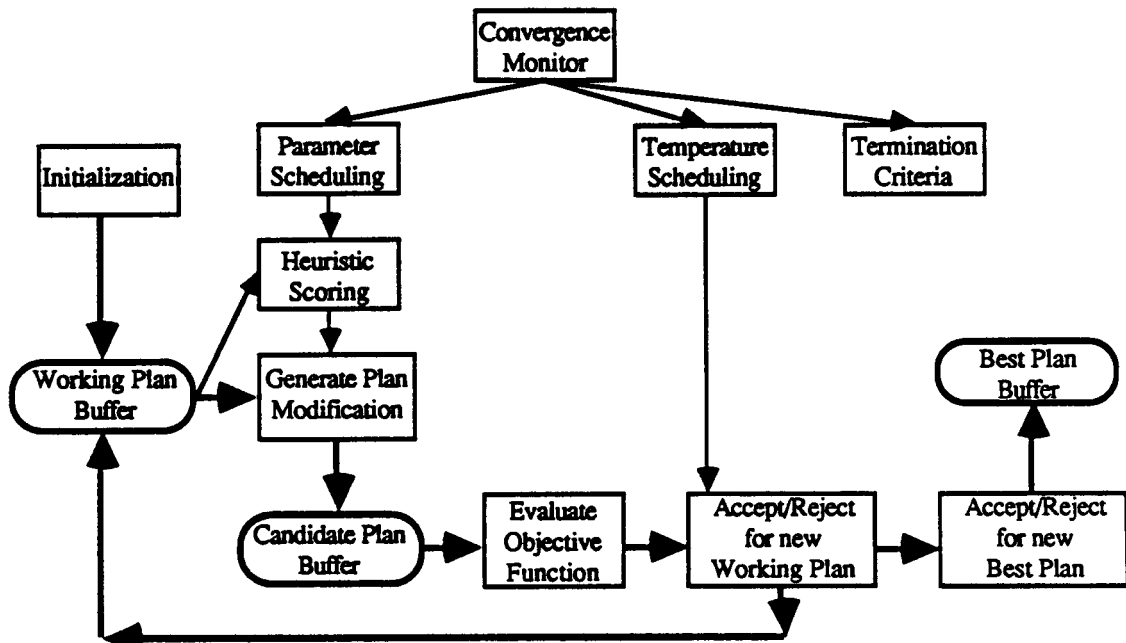 Convergence
Monitor
Parameter
Scheduling
Temperature
Scheduling
Termination
Criteria
Initialization
Heuristic
Scoring
Working Plan
Buffer
Generate Plan
Modification
Best Plan
Buffer
Candidate Plan
Buffer
Evaluate
Objective
Function
Accept/Reject
for new
Working Plan
Accept/Reject
for new
Best Plan